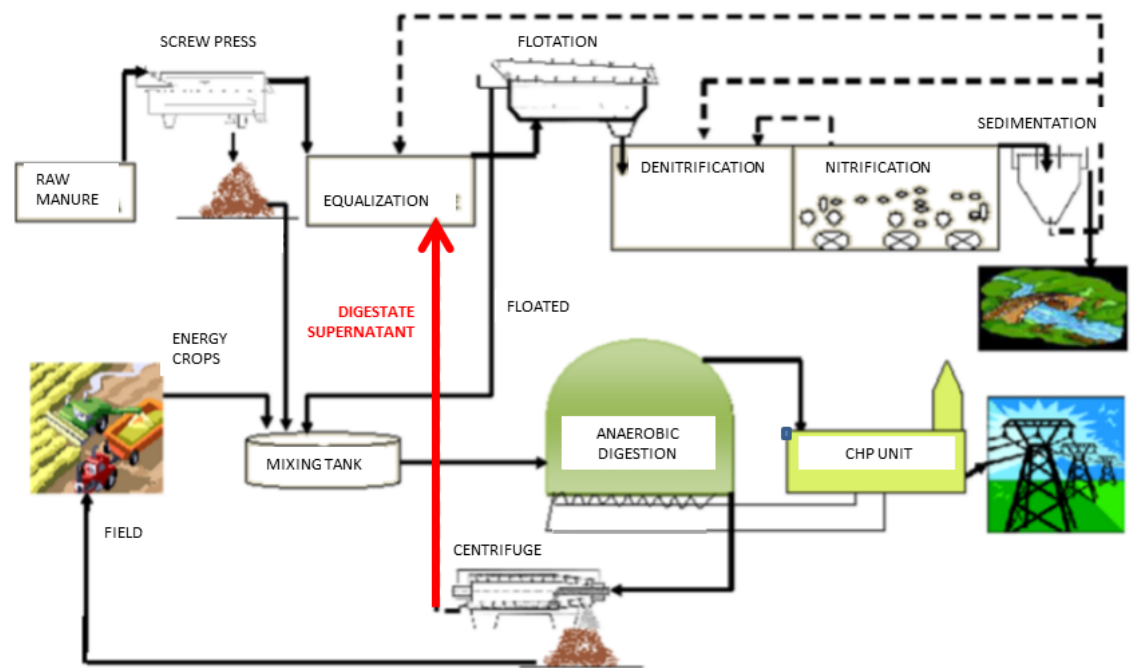 SCREW PRESS
FLOTATION
SEDIMENTATION
RAW
MANURE
EQUALIZATION
DENITRIFICATION
NITRIFICATION
DIGESTATE
SUPERNATANT
FLOATED
ENERGY
CROPS
ANAEROBIC
DIGESTION
CHP UNIT
MIXING TANK
FIELD
CENTRIFUGE